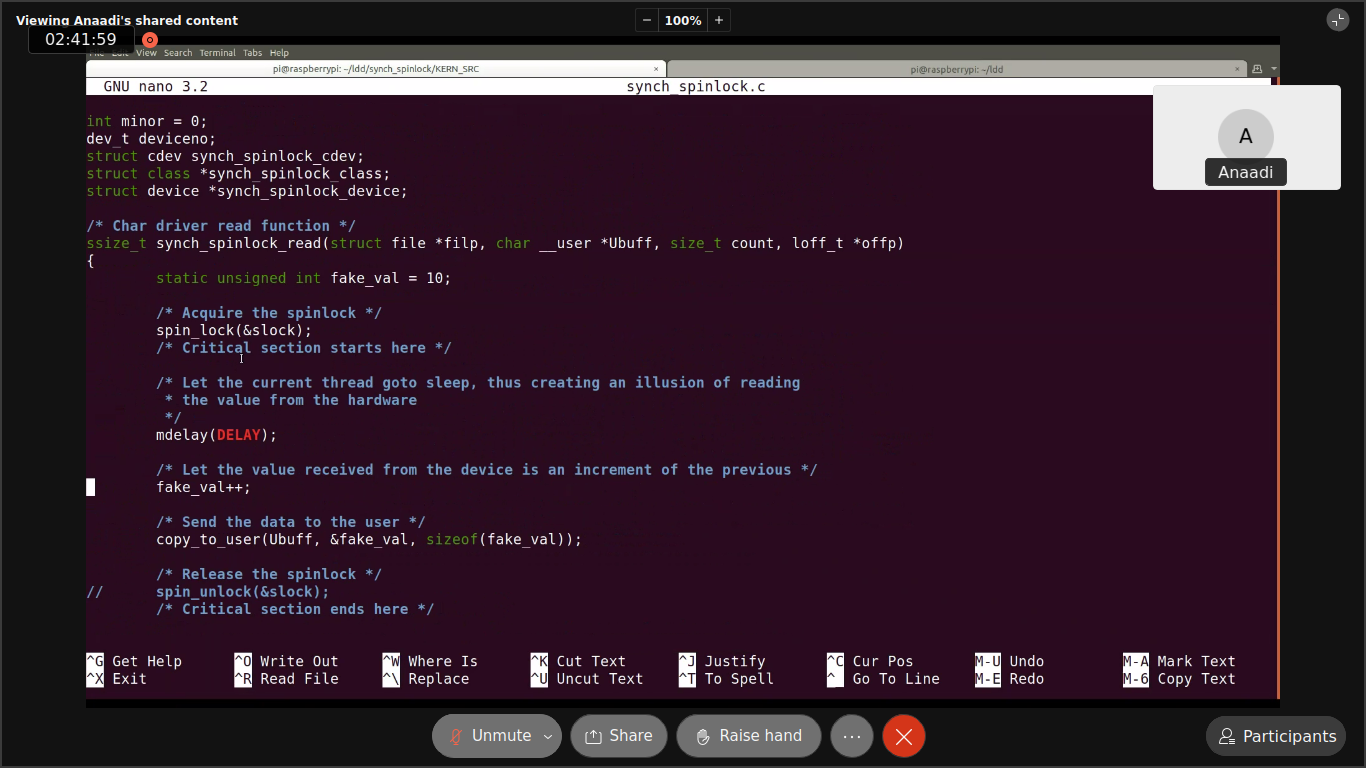 Viewing Anaadi's shared content
− 100% +
02:41:59
File Edit View Search Terminal Tabs Help
pi@raspberrypi: ~/ldd/synch_spinlock/KERN_SRC × pi@raspberrypi: ~/ldd ×
GNU nano 3.2 synch_spinlock.c
A
Anaadi
int minor = 0;
dev_t deviceno;
struct cdev synch_spinlock_cdev;
struct class *synch_spinlock_class;
struct device *synch_spinlock_device;
/* Char driver read function */
ssize_t synch_spinlock_read(struct file *filp, char __user *Ubuff, size_t count, loff_t *offp)
{
static unsigned int fake_val = 10;
/* Acquire the spinlock */
spin_lock(&slock);
/* Critical section starts here */
/* Let the current thread goto sleep, thus creating an illusion of reading
* the value from the hardware
*/
mdelay(DELAY);
/* Let the value received from the device is an increment of the previous */
fake_val++;
/* Send the data to the user */
copy_to_user(Ubuff, &fake_val, sizeof(fake_val));
/* Release the spinlock */
// spin_unlock(&slock);
/* Critical section ends here */
^G Get Help ^O Write Out ^W Where Is ^K Cut Text ^J Justify ^C Cur Pos M-U Undo M-A Mark Text
^X Exit ^R Read File ^\ Replace ^U Uncut Text ^T To Spell ^_ Go To Line M-E Redo M-6 Copy Text
Unmute Share Raise hand ... Participants